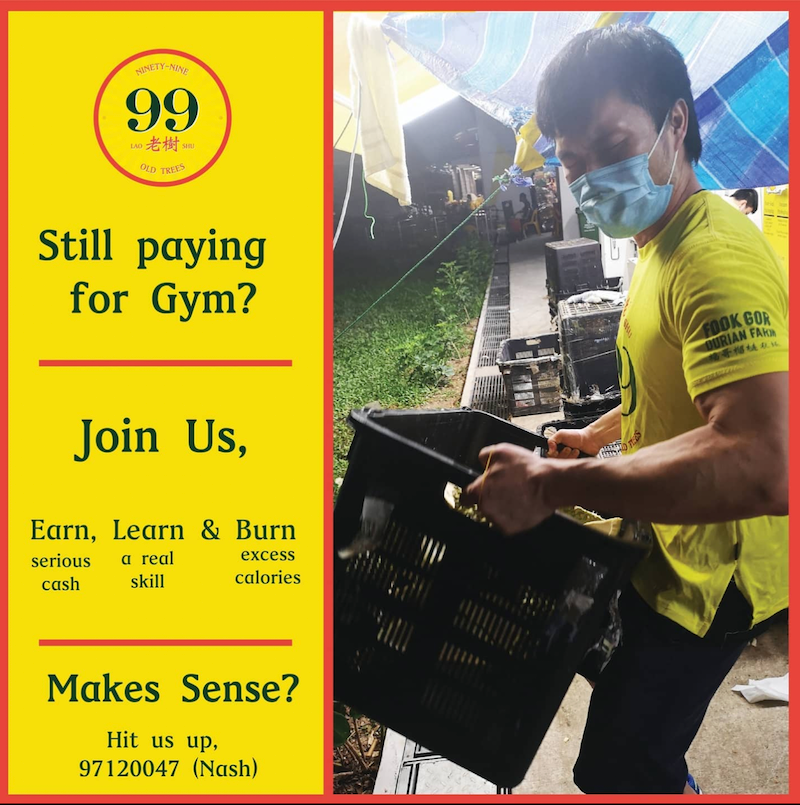 NINETY-NINE
99
LAO 老樹 SHU
OLD TREES
Still paying
for Gym?
Join Us,
Earn, Learn & Burn
serious a real excess
cash skill calories
Makes Sense?
Hit us up,
97120047 (Nash)
FOOK GOR
DURIAN FARM